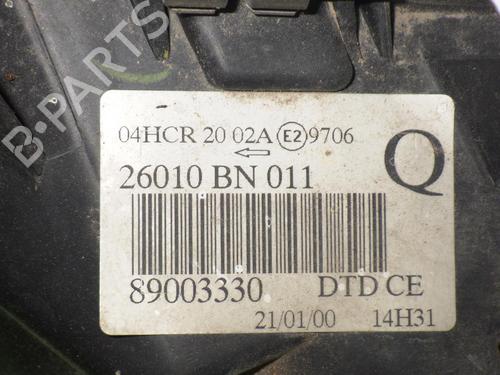 B-PARTS
04HCR 20 02A E2 9706
26010 BN 011
Q
89003330 DTD CE
21/01/00 14H31